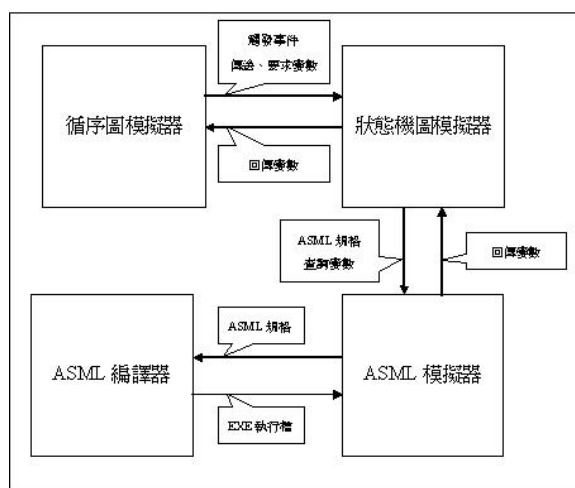 觸發事件
傳送、要求變數
循序圖模擬器
狀態機圖模擬器
回傳變數
ASML 規格
查詢變數
回傳變數
ASML 規格
ASML 編譯器
ASML 模擬器
EXE 執行檔